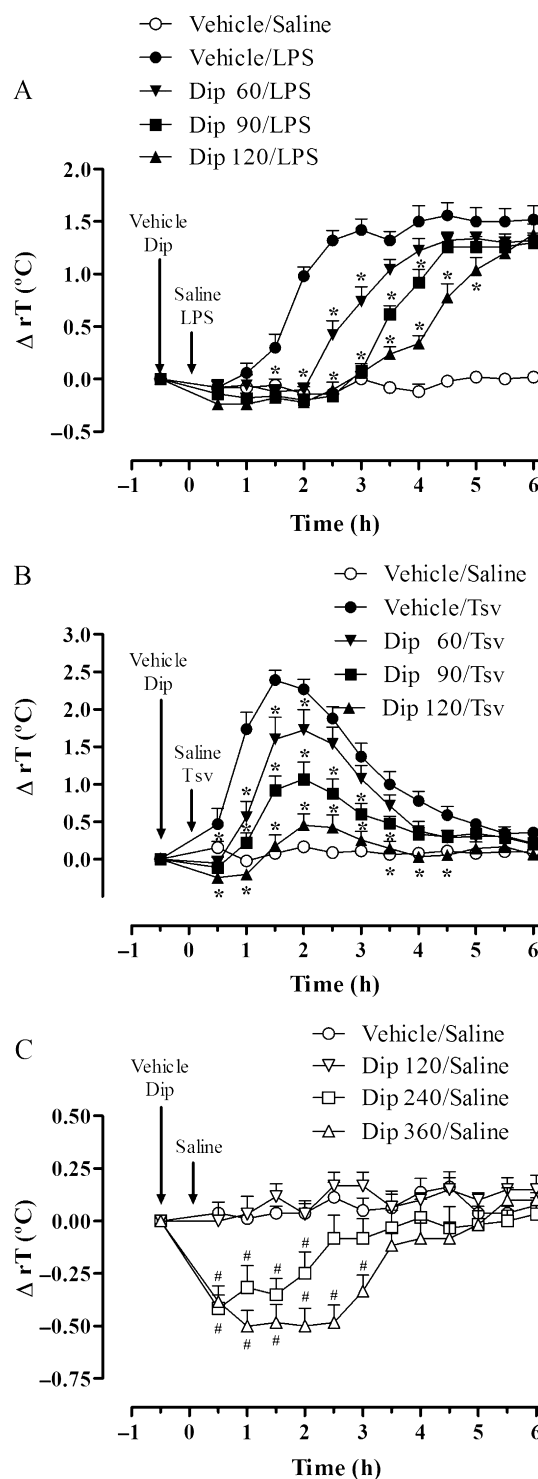 A
Vehicle/Saline
Vehicle/LPS
Dip 60/LPS
Dip 90/LPS
Dip 120/LPS
Δ rT (ºC)
2.0
1.5
1.0
0.5
0.0
−0.5
Vehicle
Dip
Saline
LPS
* * * * * * * * * * *
−1 0 1 2 3 4 5 6
Time (h)
B
Vehicle/Saline
Vehicle/Tsv
Dip 60/Tsv
Dip 90/Tsv
Dip 120/Tsv
Δ rT (ºC)
3.0
2.5
2.0
1.5
1.0
0.5
0.0
Vehicle
Dip
Saline
Tsv
* * * * * * * * * * * * * * * * * *
−1 0 1 2 3 4 5 6
Time (h)
C
Vehicle/Saline
Dip 120/Saline
Dip 240/Saline
Dip 360/Saline
Δ rT (ºC)
0.50
0.25
0.00
−0.25
−0.50
−0.75
Vehicle
Dip
Saline
# # # # #
# # # # #
−1 0 1 2 3 4 5 6
Time (h)